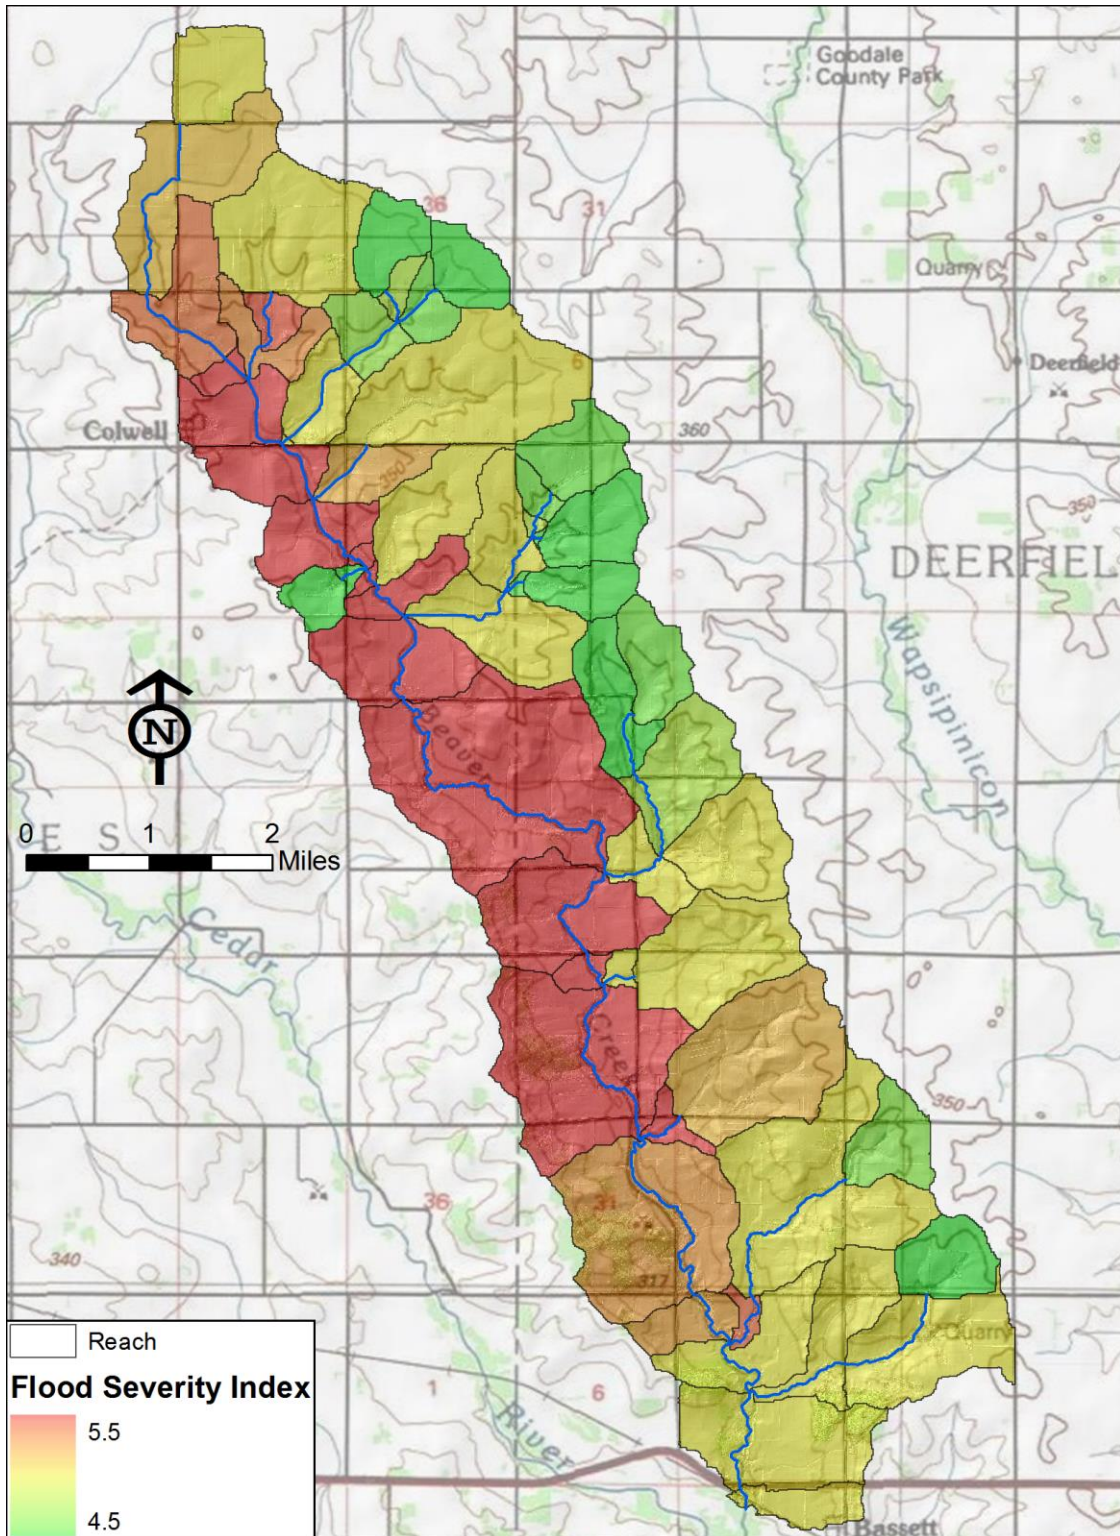 Goodale
County Park
36
31
Quarry
Deerfield
6
Colwell
360
350
350
DEERFIEL
Wapsipinicon
N
Beaver
0 1 2
E S
Miles
Cedar
Creek
350
36
31
340
317
Quarry
Reach
Flood Severity Index
1
6
5.5
River
4.5
Bassett